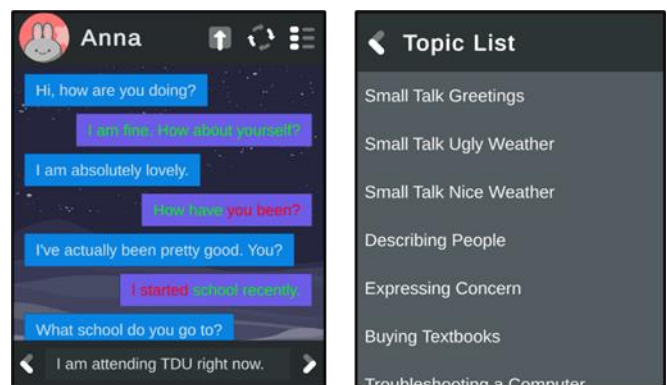 Anna
Hi, how are you doing?
I am fine. How about yourself?
I am absolutely lovely.
How have you been?
I've actually been pretty good. You?
I started school recently.
What school do you go to?
I am attending TDU right now.
Topic List
Small Talk Greetings
Small Talk Ugly Weather
Small Talk Nice Weather
Describing People
Expressing Concern
Buying Textbooks
Troubleshooting a Computer